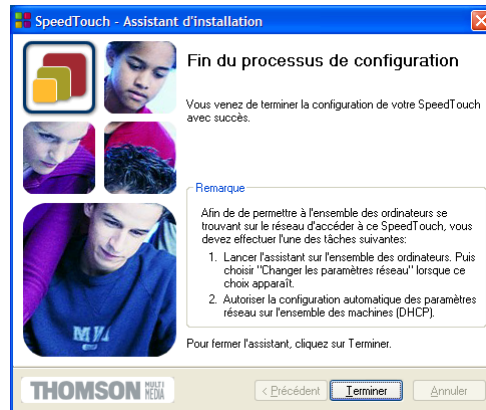 SpeedTouch - Assistant d'installation
Fin du processus de configuration
Vous venez de terminer la configuration de votre SpeedTouch
avec succès.
Remarque
Afin de de permettre à l'ensemble des ordinateurs se
trouvant sur le réseau d'accéder à ce SpeedTouch, vous
devez effectuer l'une des tâches suivantes:
1. Lancer l'assistant sur l'ensemble des ordinateurs. Puis
choisir "Changer les paramètres réseau" lorsque ce
choix apparaît.
2. Autoriser la configuration automatique des paramètres
réseau sur l'ensemble des machines (DHCP).
Pour fermer l'assistant, cliquez sur Terminer.
THOMSON MULTI
MÉDIA
< Précédent Terminer Annuler